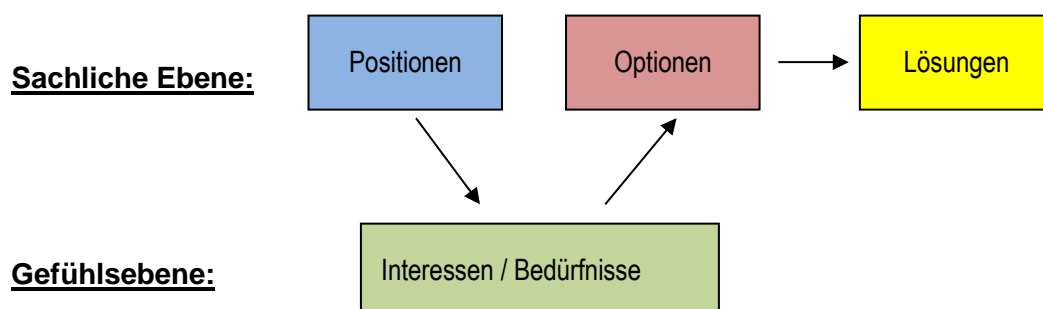 Sachliche Ebene:
Positionen
Optionen
Lösungen
Gefühlsebene:
Interessen / Bedürfnisse